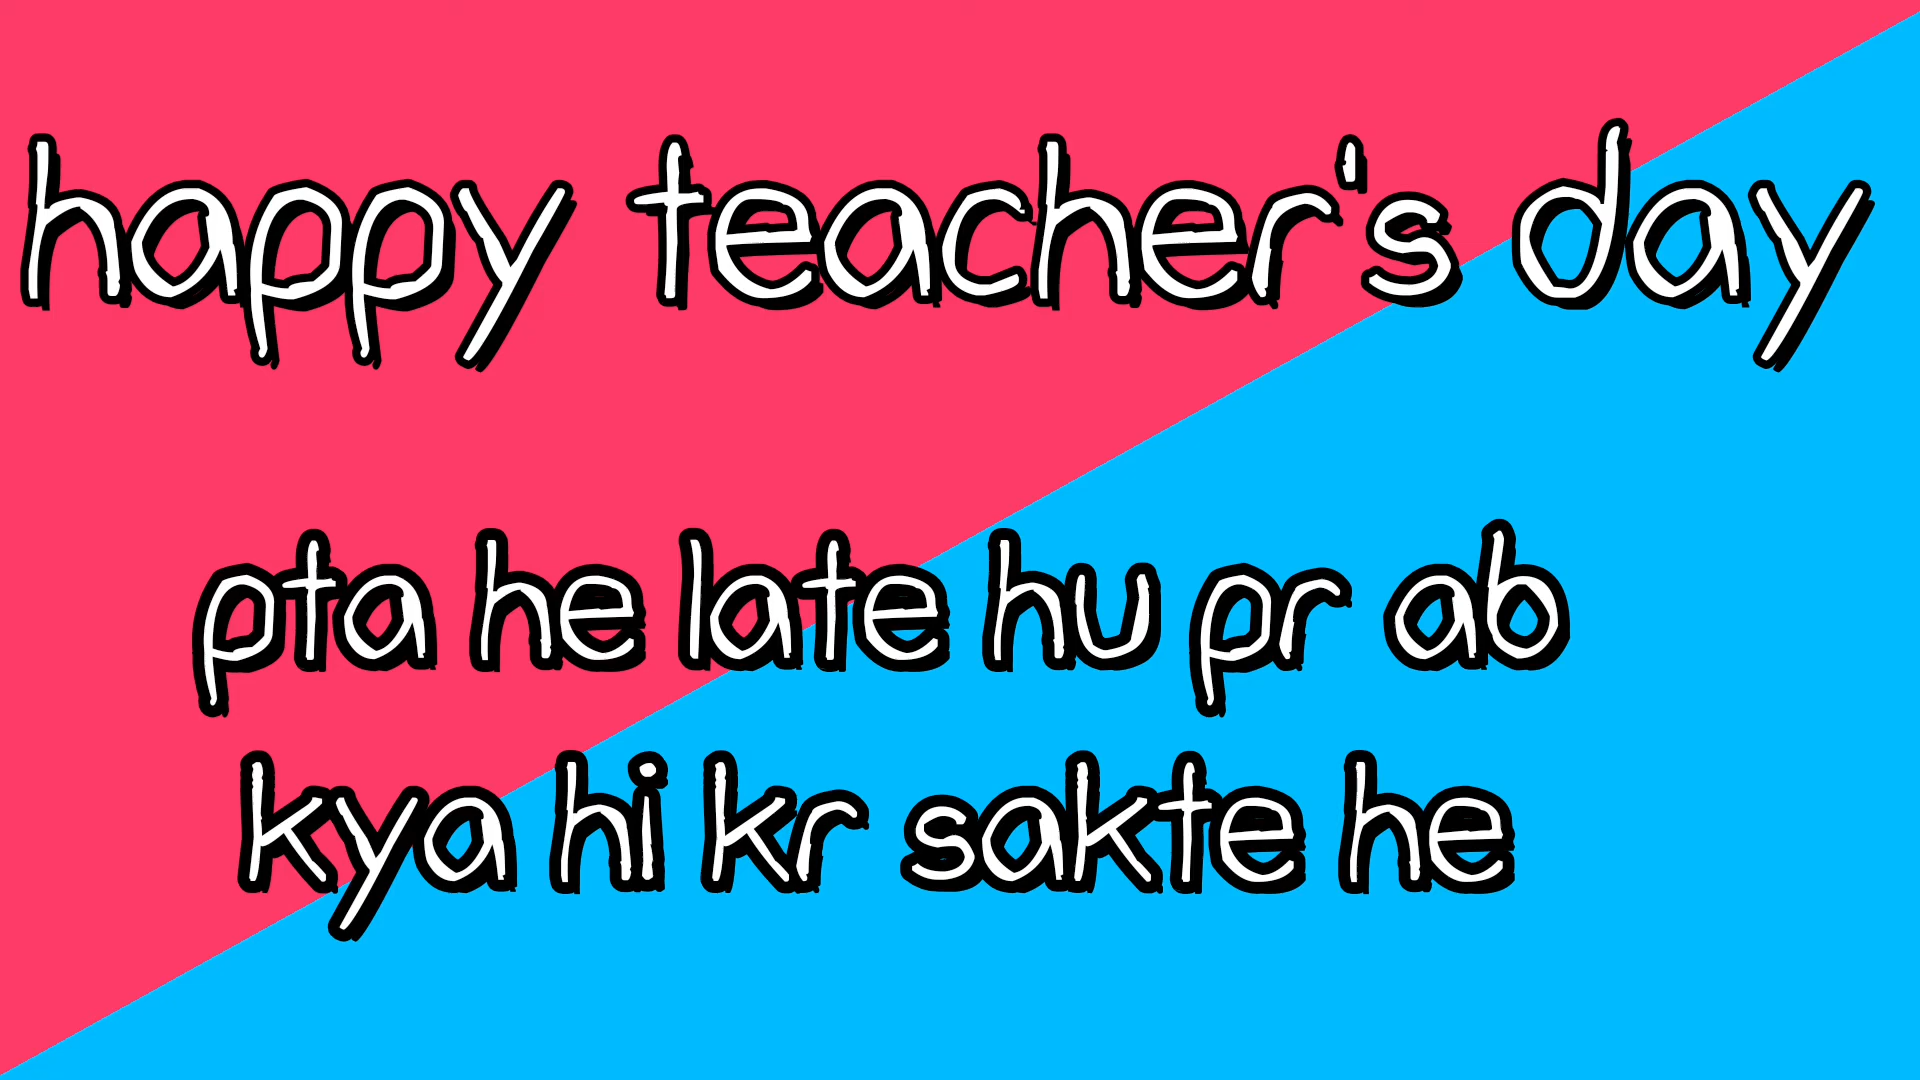 happy teacher's day
pta he late hu pr ab
kya hi kr sakte he